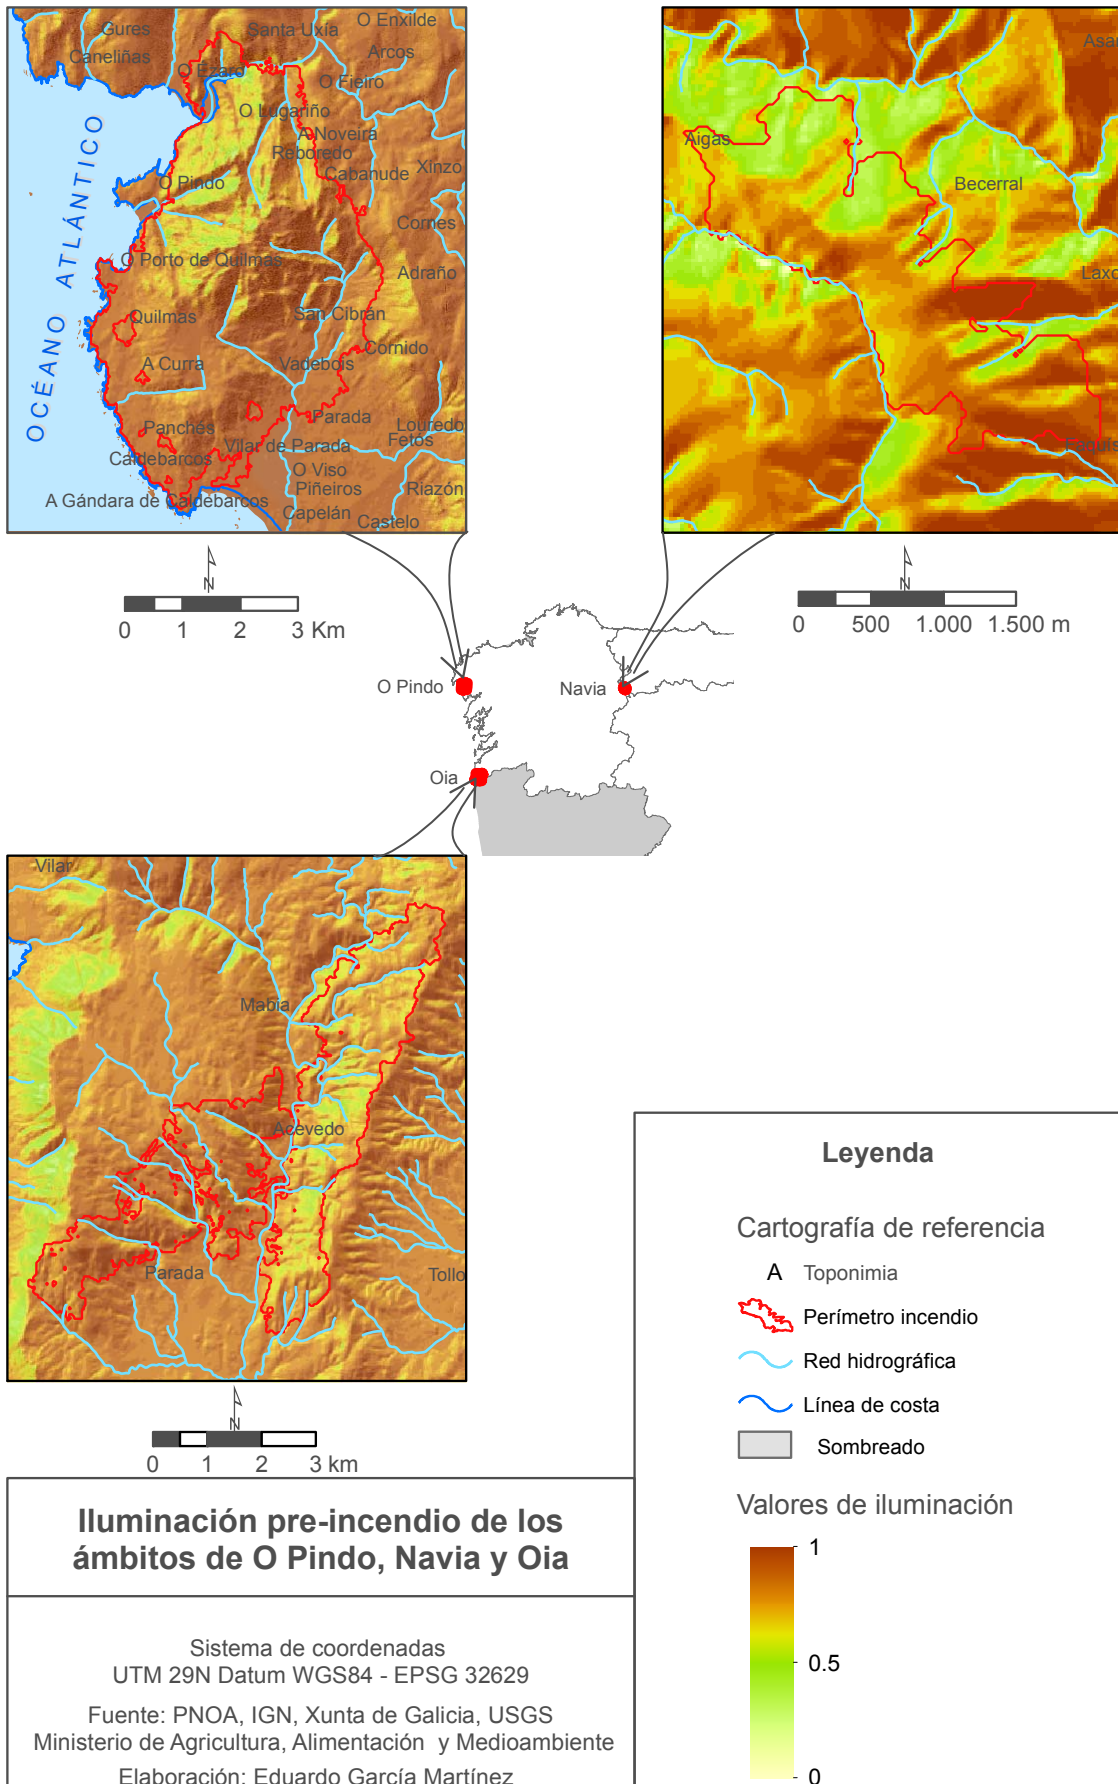 Gures
Caneliñas
Santa Uxía
O Enxilde
Arcos
O Ézaro
O Fieiro
O Lugariño
A Noveira
Reboredo
Cabanude
Xinzo
O Pindo
Cornes
O Porto de Quilmas
Adraño
Quilmas
San Cibrán
A Curra
Vadebois
Cornido
Panchés
Parada
Louredo
Fetós
Caldebarcos
Vilar de Parada
O Viso
Piñeiros
Riazón
A Gándara de Caldebarcos
Capelán
Castelo
OCÉANO ATLÁNTICO
N
0 1 2 3 Km
Aigas
Becerral
N
0 500 1.000 1.500 m
O Pindo
Navia
Oia
Vilar
Mabia
Acevedo
Parada
Tollo
N
0 1 2 3 km
Iluminación pre-incendio de los
ámbitos de O Pindo, Navia y Oia
Sistema de coordenadas
UTM 29N Datum WGS84 - EPSG 32629
Fuente: PNOA, IGN, Xunta de Galicia, USGS
Ministerio de Agricultura, Alimentación y Medioambiente
Elaboración: Eduardo García Martínez
Leyenda
Cartografía de referencia
A Toponimia
Perímetro incendio
Red hidrográfica
Línea de costa
Sombreado
Valores de iluminación
1
0.5
0